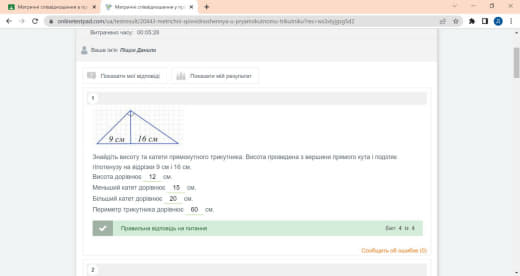 Метричні співвідношення в пр
Метричні співвідношення у пр
onlinetestpad.com/ua/testresult/20443-metrichni-spivvidnoshennya-u-pryamokutnomu-trikutniku?res=
Витрачено часу: 00:05:28
Ваше ім'я: Ліщук Данило
Показати мої відповіді
Показати мій результат
1
9 см 16 см
Знайдіть висоту та катети прямокутного трикутника. Висота проведена з вершини прямого кута і поділяє
гіпотенузу на відрізки 9 см і 16 см.
Висота дорівнює 12 см.
Меньший катет дорівнює 15 см,
Більший катет дорівнює 20 см.
Периметр трикутника дорівнює 60 см.
Правильна відповідь на питання
Бал: 4 із 4
Сообщить об ошибке (0)
2